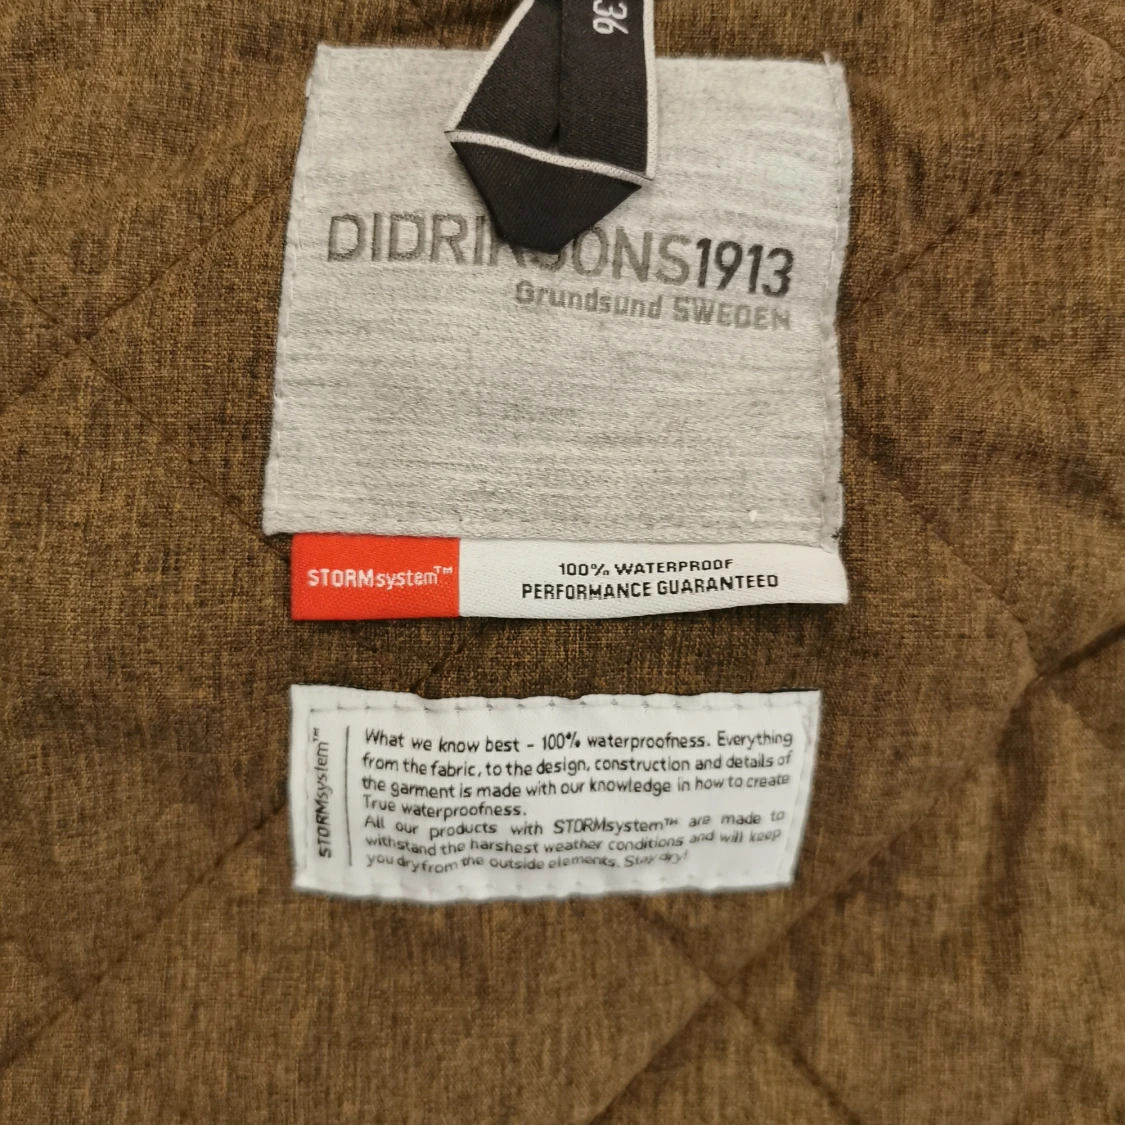 36
DIDRIKSONS1913
Grundsund SWEDEN
STORMsystem™
100% WATERPROOF
PERFORMANCE GUARANTEED
STORMsystem™
What we know best - 100% waterproofness. Everything
from the fabric, to the design, construction and details of
the garment is made with our knowledge in how to create
True waterproofness.
All our products with STORMsystem™ are made to
withstand the harshest weather conditions and will keep
you dry from the outside elements. Stay dry!